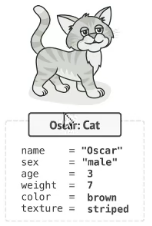 Oscar: Cat
name = "Oscar"
sex = "male"
age = 3
weight = 7
color = brown
texture = striped